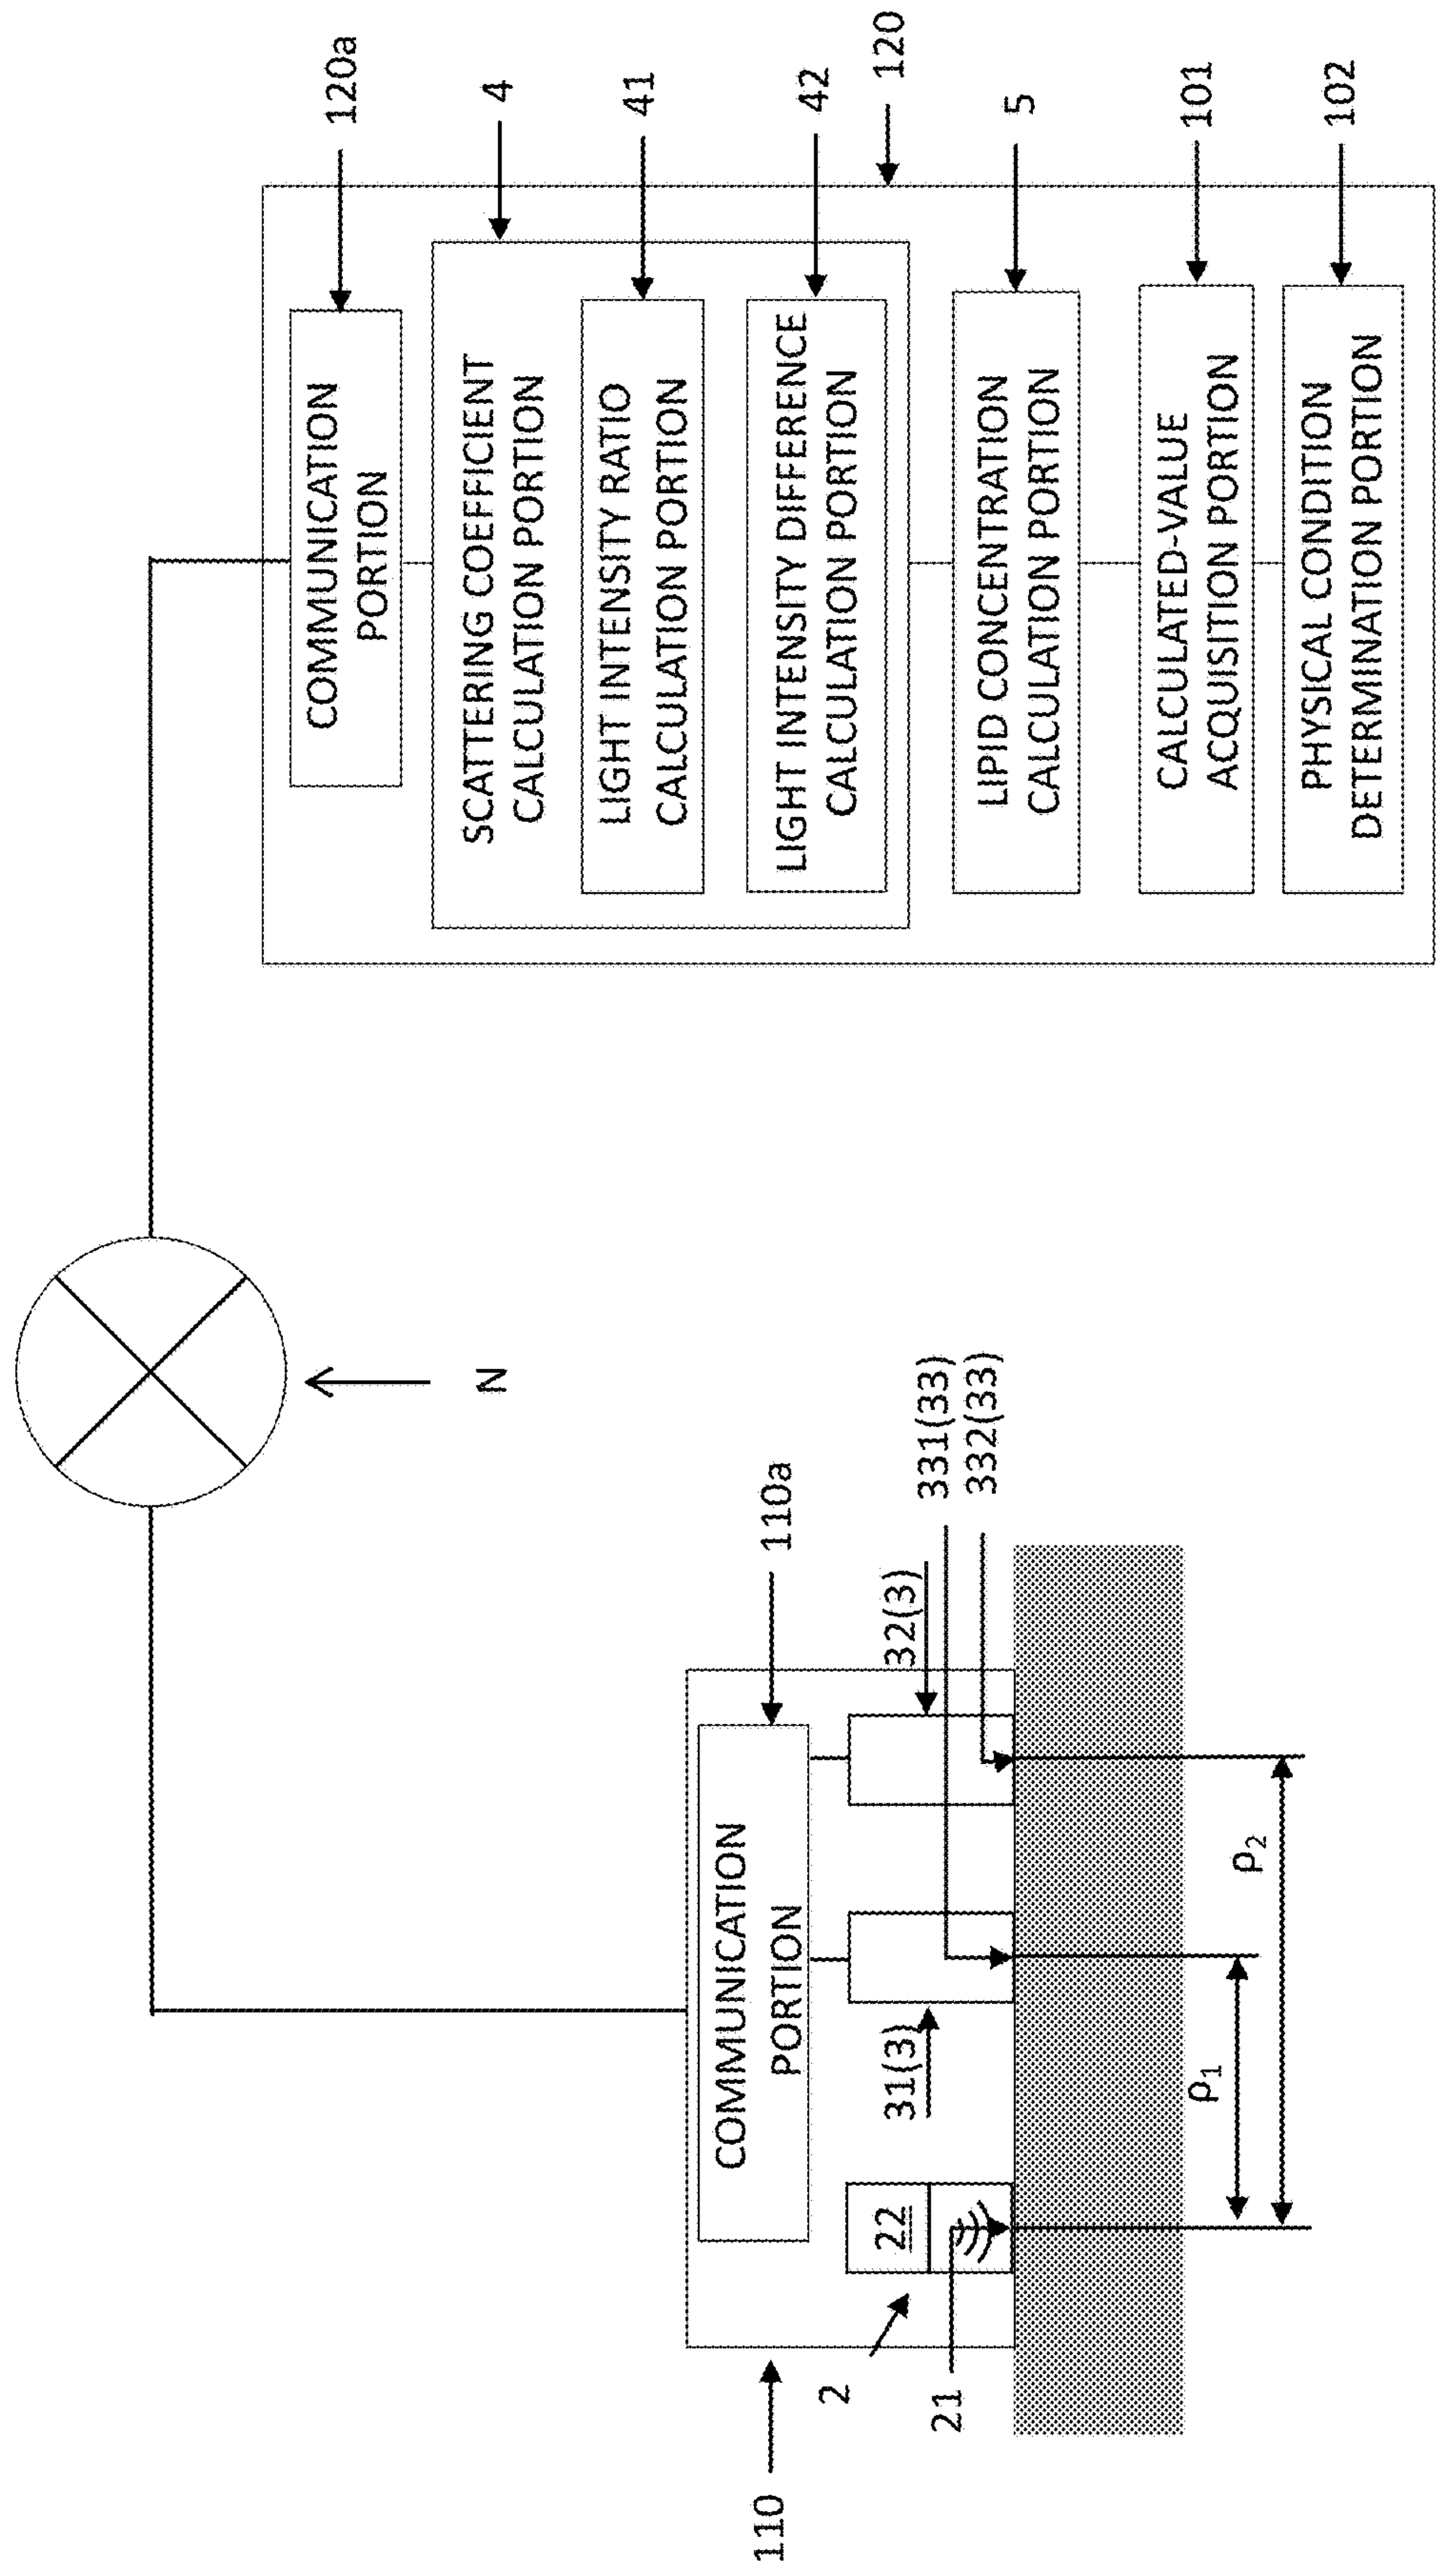 110
COMMUNICATION
PORTION
110a
2
22
21
31(3)
32(3)
331(33)
332(33)
ρ1
ρ2
N
COMMUNICATION
PORTION
120a
SCATTERING COEFFICIENT
CALCULATION PORTION
4
LIGHT INTENSITY RATIO
CALCULATION PORTION
41
LIGHT INTENSITY DIFFERENCE
CALCULATION PORTION
42
120
LIPID CONCENTRATION
CALCULATION PORTION
5
CALCULATED-VALUE
ACQUISITION PORTION
101
PHYSICAL CONDITION
DETERMINATION PORTION
102